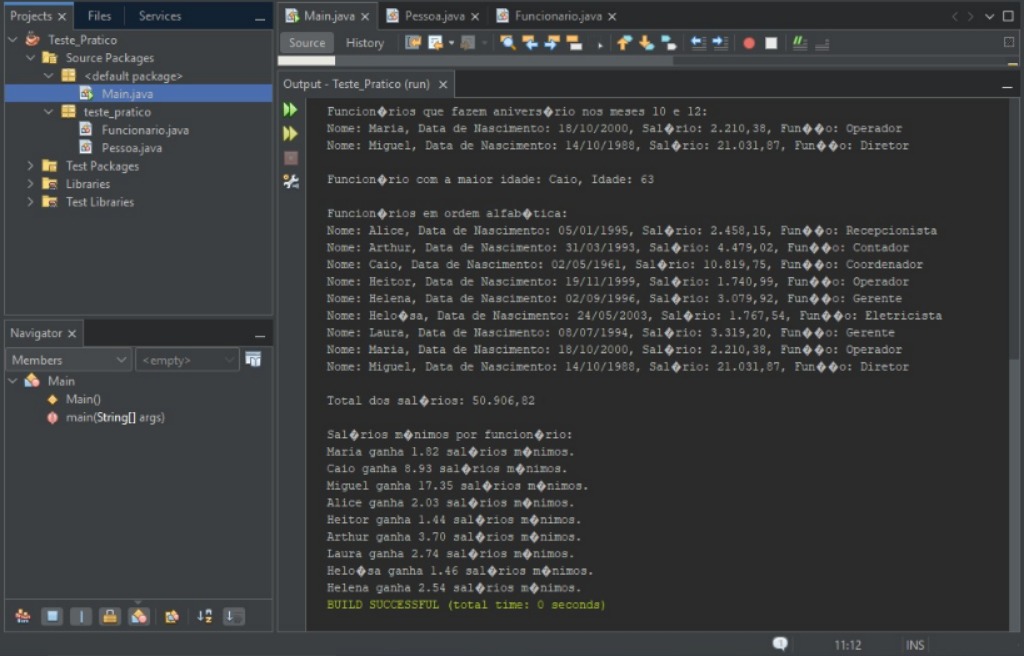 Projects
Files
Services
Teste_Pratico
Source Packages
<default package>
Main.java
teste_pratico
Funcionario.java
Pessoa.java
Test Packages
Libraries
Test Libraries
Navigator
Members
<empty>
Main
Main()
main(String[] args)
Main.java
Pessoa.java
Funcionario.java
Source
History
Output - Teste_Pratico (run)
Funcion�rios que fazem anivers�rio nos meses 10 e 12:
Nome: Maria, Data de Nascimento: 18/10/2000, Sal�rio: 2.210,38, Fun��o: Operador
Nome: Miguel, Data de Nascimento: 14/10/1988, Sal�rio: 21.031,87, Fun��o: Diretor
Funcion�rio com a maior idade: Caio, Idade: 63
Funcion�rios em ordem alfab�tica:
Nome: Alice, Data de Nascimento: 05/01/1995, Sal�rio: 2.458,15, Fun��o: Recepcionista
Nome: Arthur, Data de Nascimento: 31/03/1993, Sal�rio: 4.479,02, Fun��o: Contador
Nome: Caio, Data de Nascimento: 02/05/1961, Sal�rio: 10.819,75, Fun��o: Coordenador
Nome: Heitor, Data de Nascimento: 19/11/1999, Sal�rio: 1.740,99, Fun��o: Operador
Nome: Helena, Data de Nascimento: 02/09/1996, Sal�rio: 3.079,92, Fun��o: Gerente
Nome: Helo�sa, Data de Nascimento: 24/05/2003, Sal�rio: 1.767,54, Fun��o: Eletricista
Nome: Laura, Data de Nascimento: 08/07/1994, Sal�rio: 3.319,20, Fun��o: Gerente
Nome: Maria, Data de Nascimento: 18/10/2000, Sal�rio: 2.210,38, Fun��o: Operador
Nome: Miguel, Data de Nascimento: 14/10/1988, Sal�rio: 21.031,87, Fun��o: Diretor
Total dos sal�rios: 50.906,82
Sal�rios m�nimos por funcion�rio:
Maria ganha 1.82 sal�rios m�nimos.
Caio ganha 8.93 sal�rios m�nimos.
Miguel ganha 17.35 sal�rios m�nimos.
Alice ganha 2.03 sal�rios m�nimos.
Heitor ganha 1.44 sal�rios m�nimos.
Arthur ganha 3.70 sal�rios m�nimos.
Laura ganha 2.74 sal�rios m�nimos.
Helo�sa ganha 1.46 sal�rios m�nimos.
Helena ganha 2.54 sal�rios m�nimos.
BUILD SUCCESSFUL (total time: 0 seconds)
11:12
INS